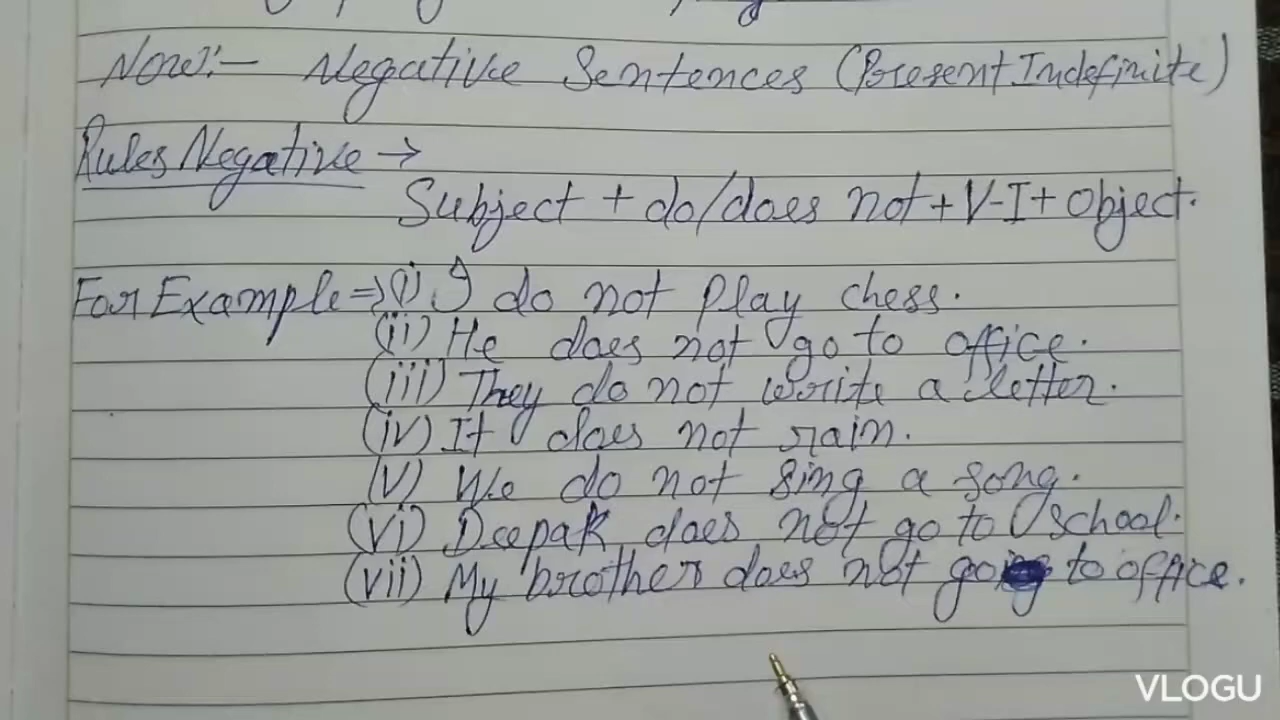 Now:- Negative Sentences (Present Indefinite)
Rules Negative →
Subject + do/does not + V-I + Object.
For Example ⇒ (i). I do not play chess.
(ii) He does not go to office.
(iii) They do not write a letter.
(iv) It does not rain.
(v) We do not sing a song.
(vi) Deepak does not go to school.
(vii) My brother does not go to office.
VLOGU